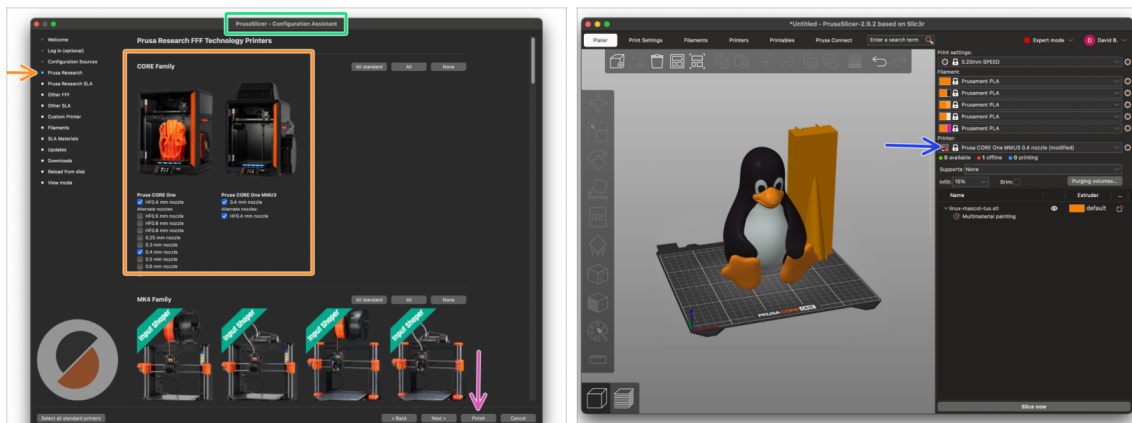 PrusaSlicer - Configuration Assistant
Welcome
Log in (optional)
Configuration Sources
Prusa Research
Prusa Research SLA
Other FFF
Other SLA
Custom Printer
Filaments
SLA Materials
Updates
Downloads
Reload from disk
View mode
Prusa Research FFF Technology Printers
CORE Family
All standard
All
None
Prusa CORE One
HF0.4 mm nozzle
Alternate nozzles:
HF0.5 mm nozzle
HF0.6 mm nozzle
HF0.8 mm nozzle
0.25 mm nozzle
0.3 mm nozzle
0.4 mm nozzle
0.5 mm nozzle
0.6 mm nozzle
Prusa CORE One MMU3
0.4 mm nozzle
Alternate nozzles:
HF0.4 mm nozzle
MK4 Family
All standard
All
None
Input Shaper
Input Shaper
Input Shaper
Input Shaper
Select all standard printers
< Back
Next >
Finish
Cancel
*Untitled - PrusaSlicer-2.9.2 based on Slic3r
Plater
Print Settings
Filaments
Printers
Printables
Prusa Connect
Enter a search term
Expert mode
D
David B.
Print settings:
0.20mm SPEED
Filament:
Prusament PLA
Prusament PLA
Prusament PLA
Prusament PLA
Prusament PLA
Printer:
Prusa CORE One MMU3 0.4 nozzle (modified)
0 available
1 offline
0 printing
Supports: None
Infill: 15%
Brim:
Purging volumes...
Name
Extruder
linux-mascot-tux.stl
default
Multimaterial painting
PRUSA CORE ONE
Slice now